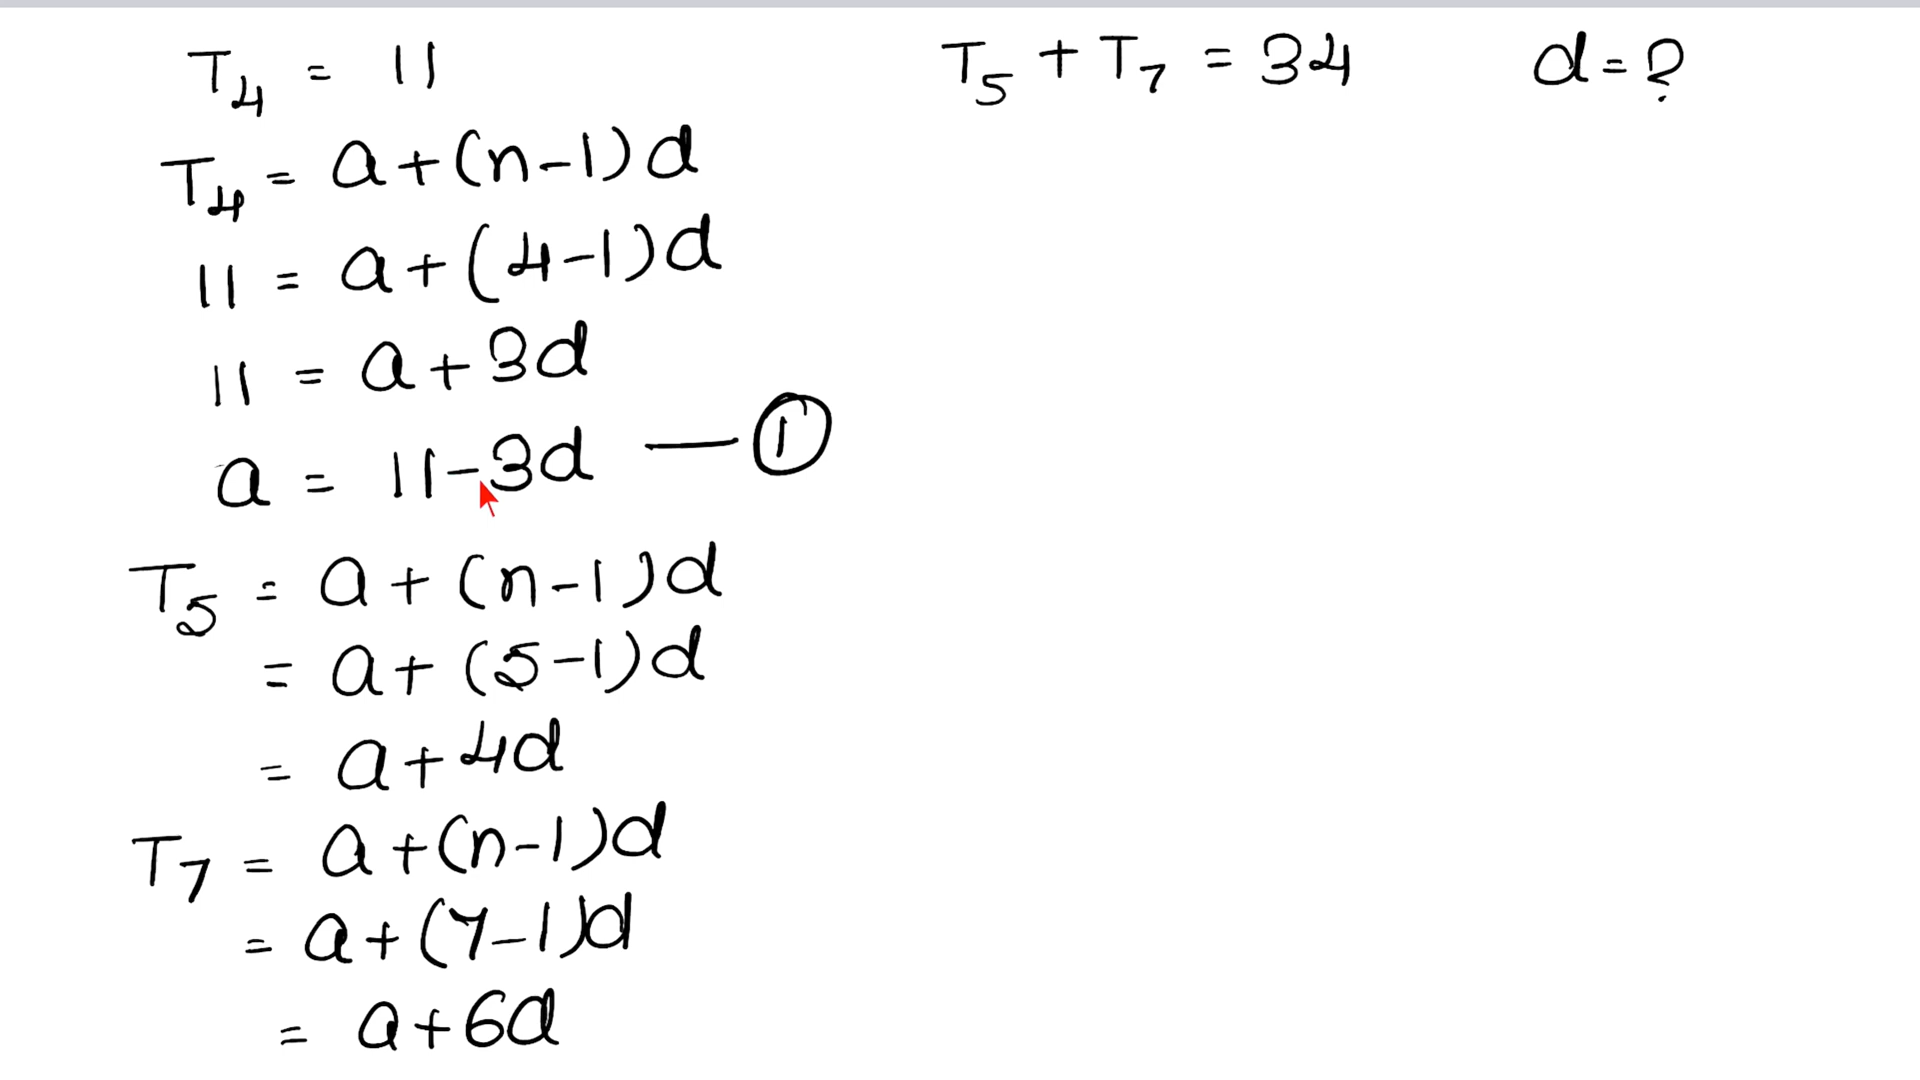 T₄ = 11
T₅ + T₇ = 34
d = ?
T₄ = a + (n-1)d
11 = a + (4-1)d
11 = a + 3d
a = 11 - 3d — ①
T₅ = a + (n-1)d
= a + (5-1)d
= a + 4d
T₇ = a + (n-1)d
= a + (7-1)d
= a + 6d